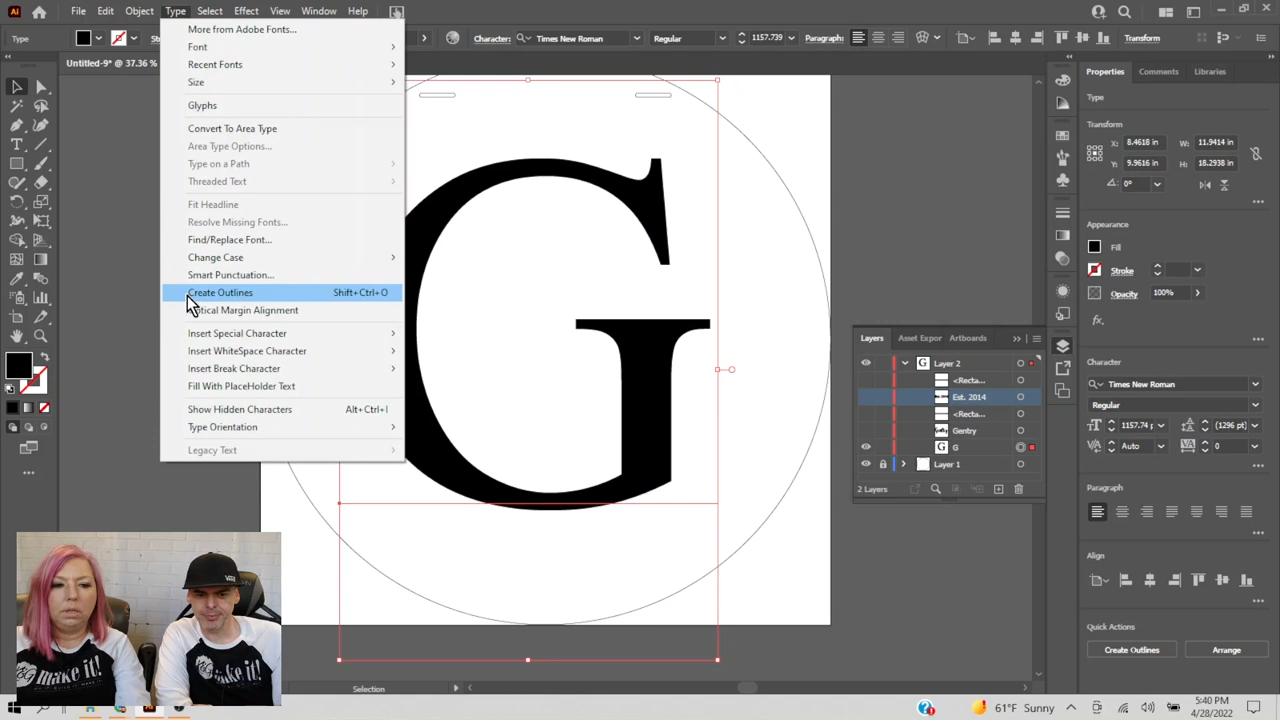 Ai File Edit Object Type Select Effect View Window Help
Type Character: Times New Roman Regular 1157.739 Paragraph: Transform
Untitled-9* @ 37.36 %
More from Adobe Fonts...
Font
Recent Fonts
Size
Glyphs
Convert To Area Type
Area Type Options...
Type on a Path
Threaded Text
Fit Headline
Resolve Missing Fonts...
Find/Replace Font...
Change Case
Smart Punctuation...
Create Outlines Shift+Ctrl+O
Optical Margin Alignment
Insert Special Character
Insert WhiteSpace Character
Insert Break Character
Fill With PlaceHolder Text
Show Hidden Characters Alt+Ctrl+I
Type Orientation
Legacy Text
G
Layers Asset Expor Artboards
Layer 2
<Recta...
Est. 2014
<Recta...
Gentry
G
Layer 1
2 Layers
Properties Comments Libraries
Type
Transform
X: 8.4618 in W: 11.9414 in
Y: 9.9616 in H: 18.2938 in
0°
Appearance
Fill
Stroke
Opacity 100%
fx.
Character
Times New Roman
Regular
1157.74 p (1296 pt)
Auto 0
Paragraph
Align
Quick Actions
Create Outlines Arrange
make it!
make it!
Selection
61°F Sunny
5:40 PM
4/28/2022